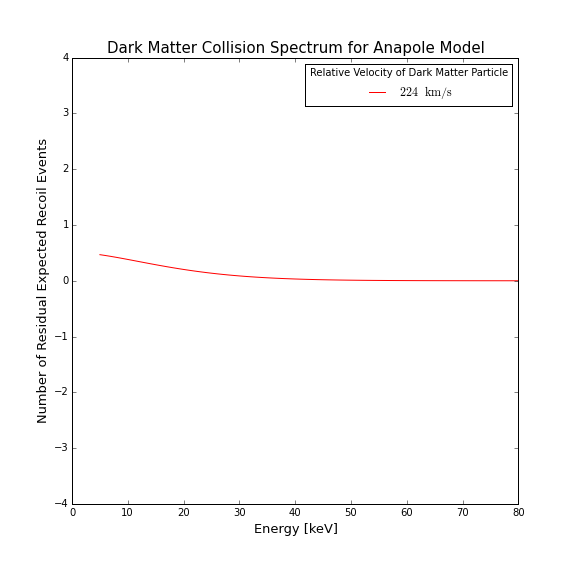 Dark Matter Collision Spectrum for Anapole Model
Relative Velocity of Dark Matter Particle
224 km/s
Number of Residual Expected Recoil Events
4
3
2
1
0
−1
−2
−3
−4
0 10 20 30 40 50 60 70 80
Energy [keV]